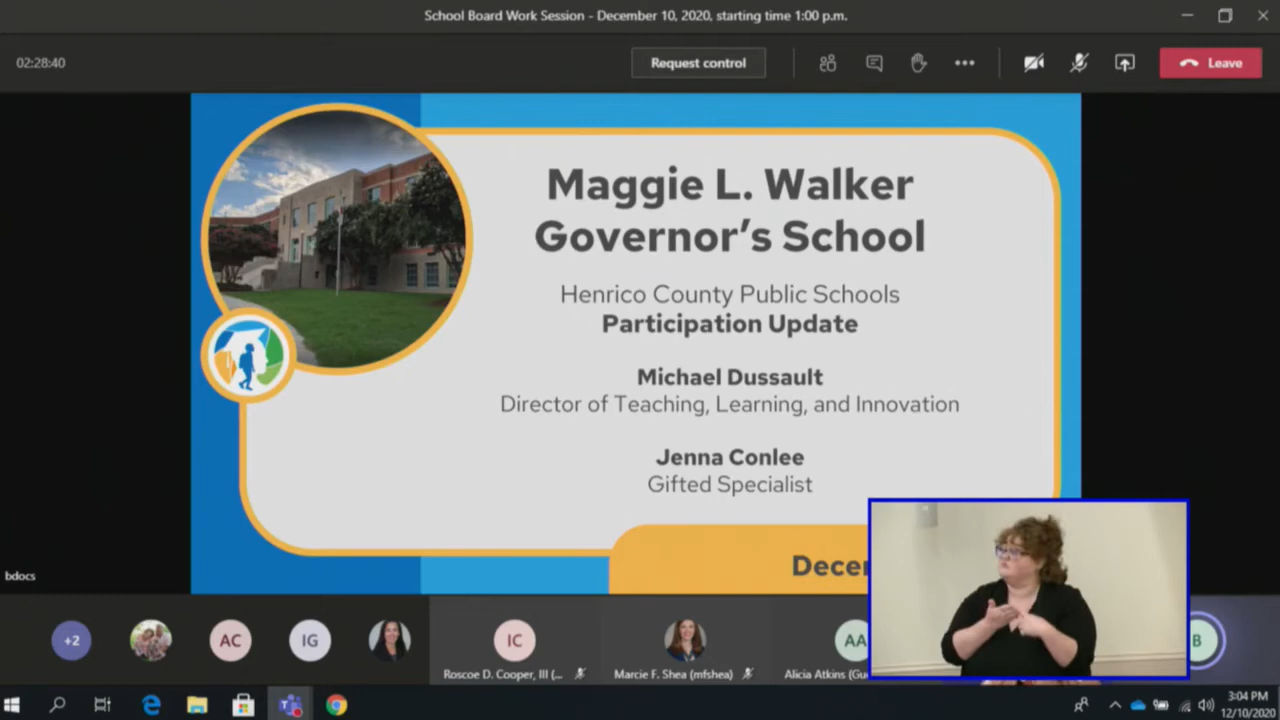 School Board Work Session - December 10, 2020, starting time 1:00 p.m.
02:28:40
Request control
Leave
Maggie L. Walker
Governor's School
Henrico County Public Schools
Participation Update
Michael Dussault
Director of Teaching, Learning, and Innovation
Jenna Conlee
Gifted Specialist
Decem
bdocs
+2
AC
IG
IC
AA
B
Roscoe D. Cooper, III (...
Marcie F. Shea (mfshea)
Alicia Atkins (Gu
3:04 PM
12/10/2020